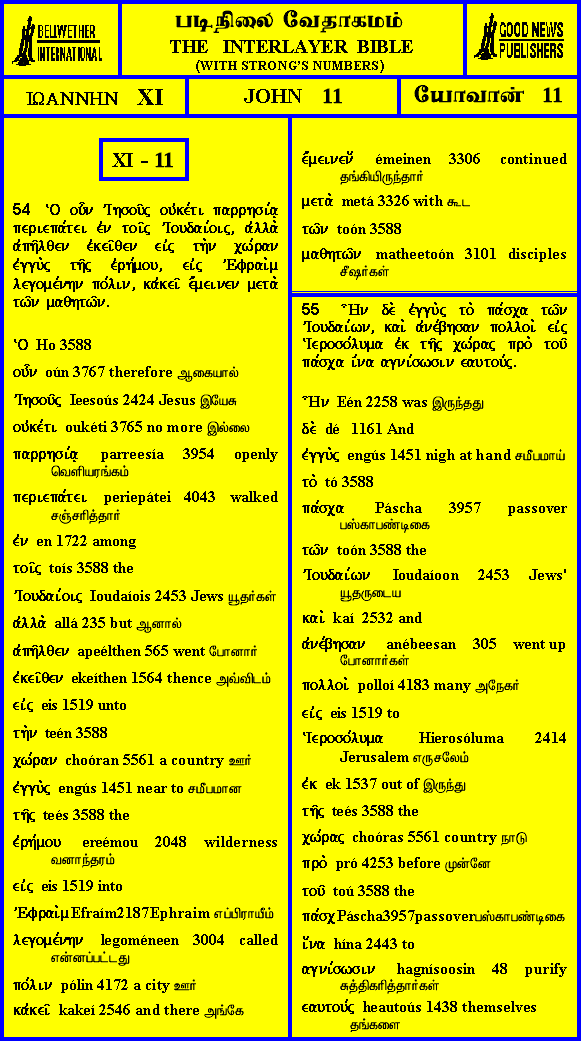 BELLWETHER
INTERNATIONAL
படிநிலை வேதாகமம்
THE INTERLAYER BIBLE
(WITH STRONG'S NUMBERS)
GOOD NEWS
PUBLISHERS
ΙΩΑΝΝΗΝ XI
JOHN 11
யோவான் 11
XI - 11
54 Ὁ οὖν Ἰησοῦς οὐκέτι παρρησίᾳ
περιεπάτει ἐν τοῖς Ἰουδαίοις, ἀλλὰ
ἀπῆλθεν ἐκεῖθεν εἰς τὴν χώραν
ἐγγὺς τῆς ἐρήμου, εἰς Ἐφραὶμ
λεγομένην πόλιν, κἀκεῖ ἔμεινεν μετὰ
τῶν μαθητῶν.
Ὁ Ho 3588
οὖν oún 3767 therefore ஆகையால்
Ἰησοῦς Ieesoús 2424 Jesus இயேசு
οὐκέτι oukéti 3765 no more இல்லை
παρρησίᾳ parreesía 3954 openly
வெளியரங்கம்
περιεπάτει periepátei 4043 walked
சஞ்சரித்தார்
ἐν en 1722 among
τοῖς toís 3588 the
Ἰουδαίοις Ioudaíois 2453 Jews யூதர்கள்
ἀλλὰ allá 235 but ஆனால்
ἀπῆλθεν apeélthen 565 went போனார்
ἐκεῖθεν ekeíthen 1564 thence அவ்விடம்
εἰς eis 1519 unto
τὴν teén 3588
χώραν choóran 5561 a country ஊர்
ἐγγὺς engús 1451 near to சமீபமான
τῆς teés 3588 the
ἐρήμου ereémou 2048 wilderness
வனாந்தரம்
εἰς eis 1519 into
Ἐφραὶμ Efraím2187Ephraim எப்பிராயீம்
λεγομένην legoméneen 3004 called
என்னப்பட்டது
πόλιν pólin 4172 a city ஊர்
κἀκεῖ kakeí 2546 and there அங்கே
ἔμεινεν émeinen 3306 continued
தங்கியிருந்தார்
μετὰ metá 3326 with கூட
τῶν toón 3588
μαθητῶν matheetoón 3101 disciples
சீஷர்கள்
55 Ἦν δὲ ἐγγὺς τὸ πάσχα τῶν
Ἰουδαίων, καὶ ἀνέβησαν πολλοὶ εἰς
Ἱεροσόλυμα ἐκ τῆς χώρας πρὸ τοῦ
πάσχα ἵνα αγνίσωσιν εαυτούς.
Ἦν Eén 2258 was இருந்தது
δὲ dé 1161 And
ἐγγὺς engús 1451 nigh at hand சமீபமாய்
τὸ tó 3588
πάσχα Páscha 3957 passover
பஸ்காபண்டிகை
τῶν toón 3588 the
Ἰουδαίων Ioudaíoon 2453 Jews'
யூதருடைய
καὶ kaí 2532 and
ἀνέβησαν anébeesan 305 went up
போனார்கள்
πολλοὶ polloí 4183 many அநேகர்
εἰς eis 1519 to
Ἱεροσόλυμα Hierosóluma 2414
Jerusalem எருசலேம்
ἐκ ek 1537 out of இருந்து
τῆς teés 3588 the
χώρας choóras 5561 country நாடு
πρὸ pró 4253 before முன்னே
τοῦ toú 3588 the
πάσχ Páscha3957passoverபஸ்காபண்டிகை
ἵνα hína 2443 to
αγνίσωσιν hagnísoosin 48 purify
சுத்திகரித்தார்கள்
εαυτούς heautoús 1438 themselves
தங்களை